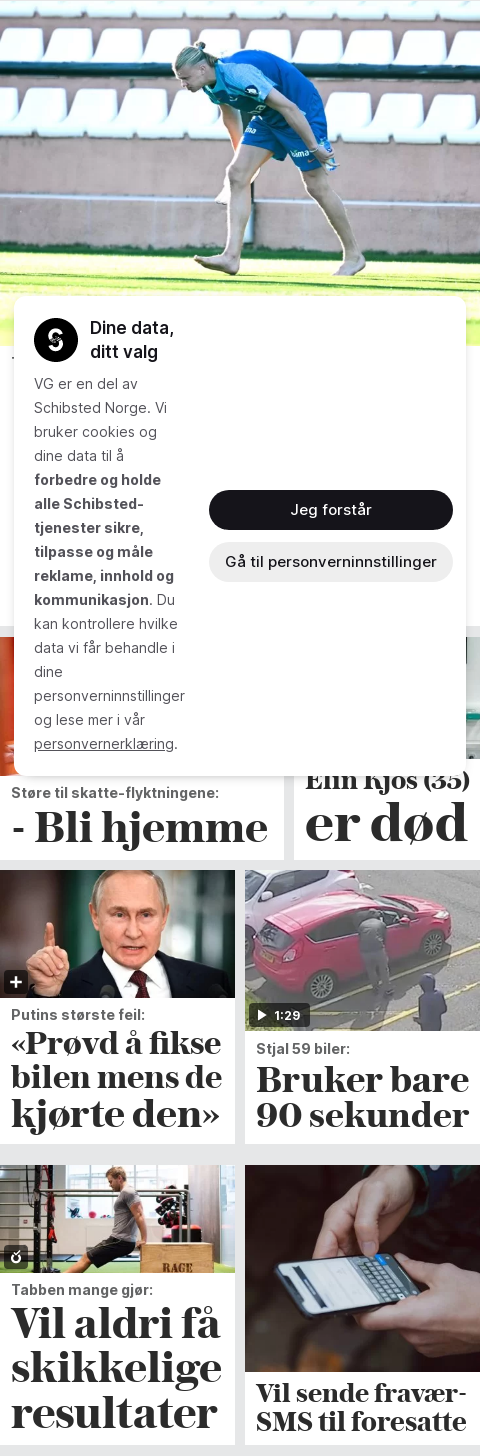 Dine data,
ditt valg
VG er en del av
Schibsted Norge. Vi
bruker cookies og
dine data til å
forbedre og holde
alle Schibsted-
tjenester sikre,
tilpasse og måle
reklame, innhold og
kommunikasjon. Du
kan kontrollere hvilke
data vi får behandle i
dine
personverninnstillinger
og lese mer i vår
personvernerklæring.
Jeg forstår
Gå til personverninnstillinger
Støre til skatte-flyktningene:
- Bli hjemme
Elin Kjos (35)
er død
Putins største feil:
«Prøvd å fikse
bilen mens de
kjørte den»
1:29
Stjal 59 biler:
Bruker bare
90 sekunder
RAGE
Tabben mange gjør:
Vil aldri få
skikkelige
resultater
Vil sende fravær-
SMS til foresatte